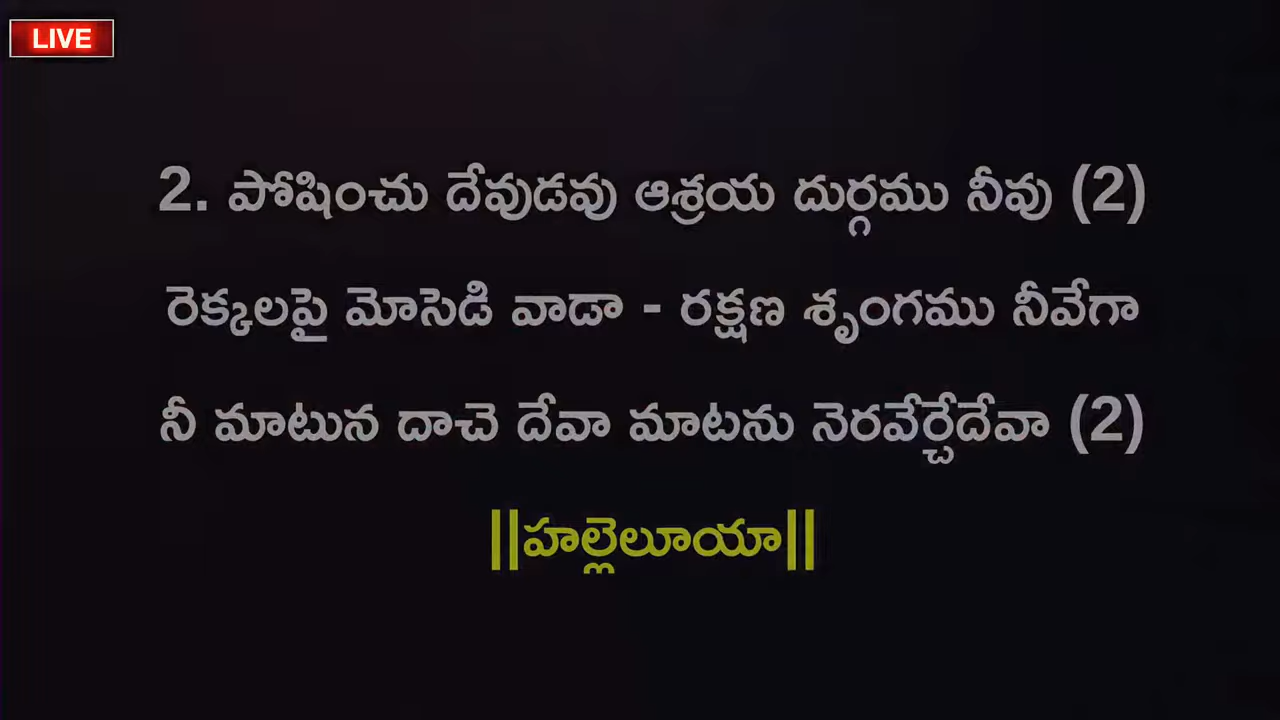 LIVE
2. పోషించు దేవుడవు ఆశ్రయ దుర్గము నీవు (2)
రెక్కలపై మోసెడి వాడా - రక్షణ శృంగము నీవేగా
నీ మాటున దాచె దేవా మాటను నెరవేర్చేదేవా (2)
||హల్లెలూయా||